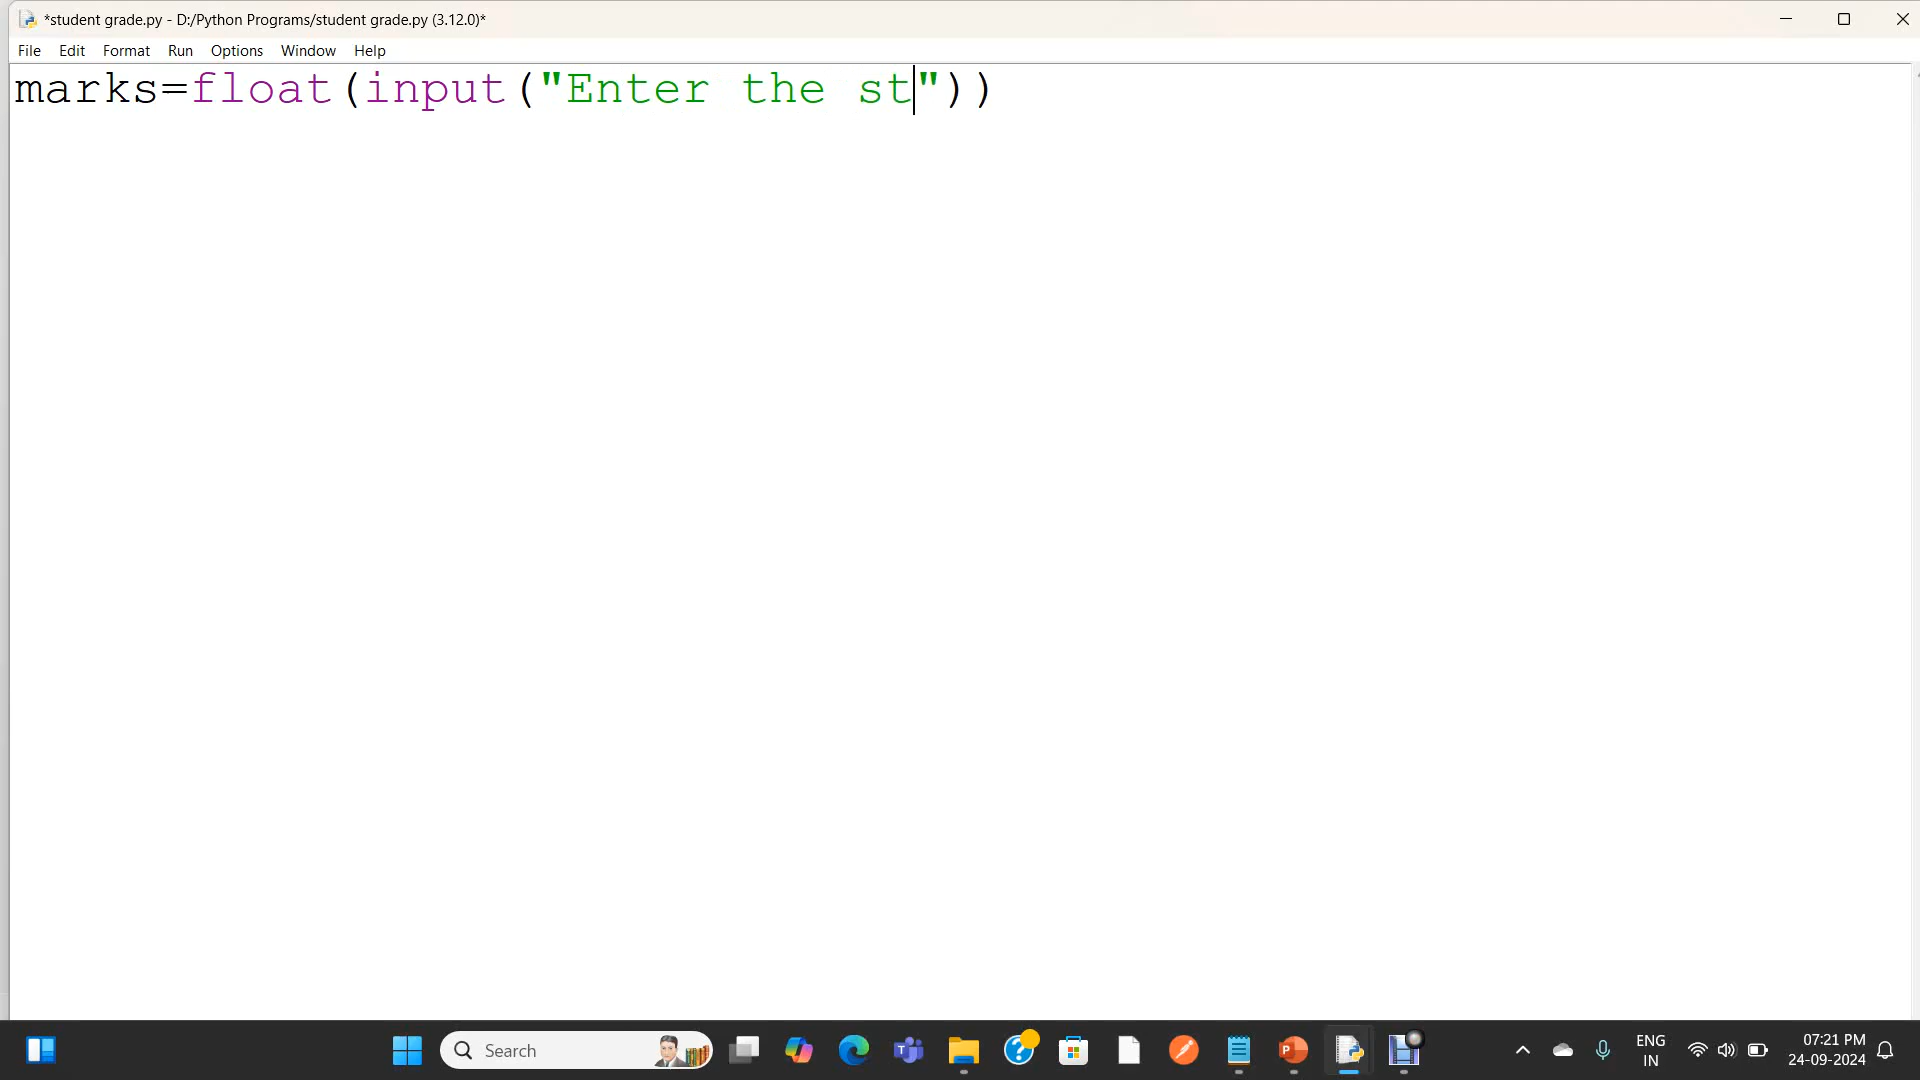 *student grade.py - D:/Python Programs/student grade.py (3.12.0)*
File Edit Format Run Options Window Help
marks=float(input("Enter the st"))
Search
ENG
IN
07:21 PM
24-09-2024